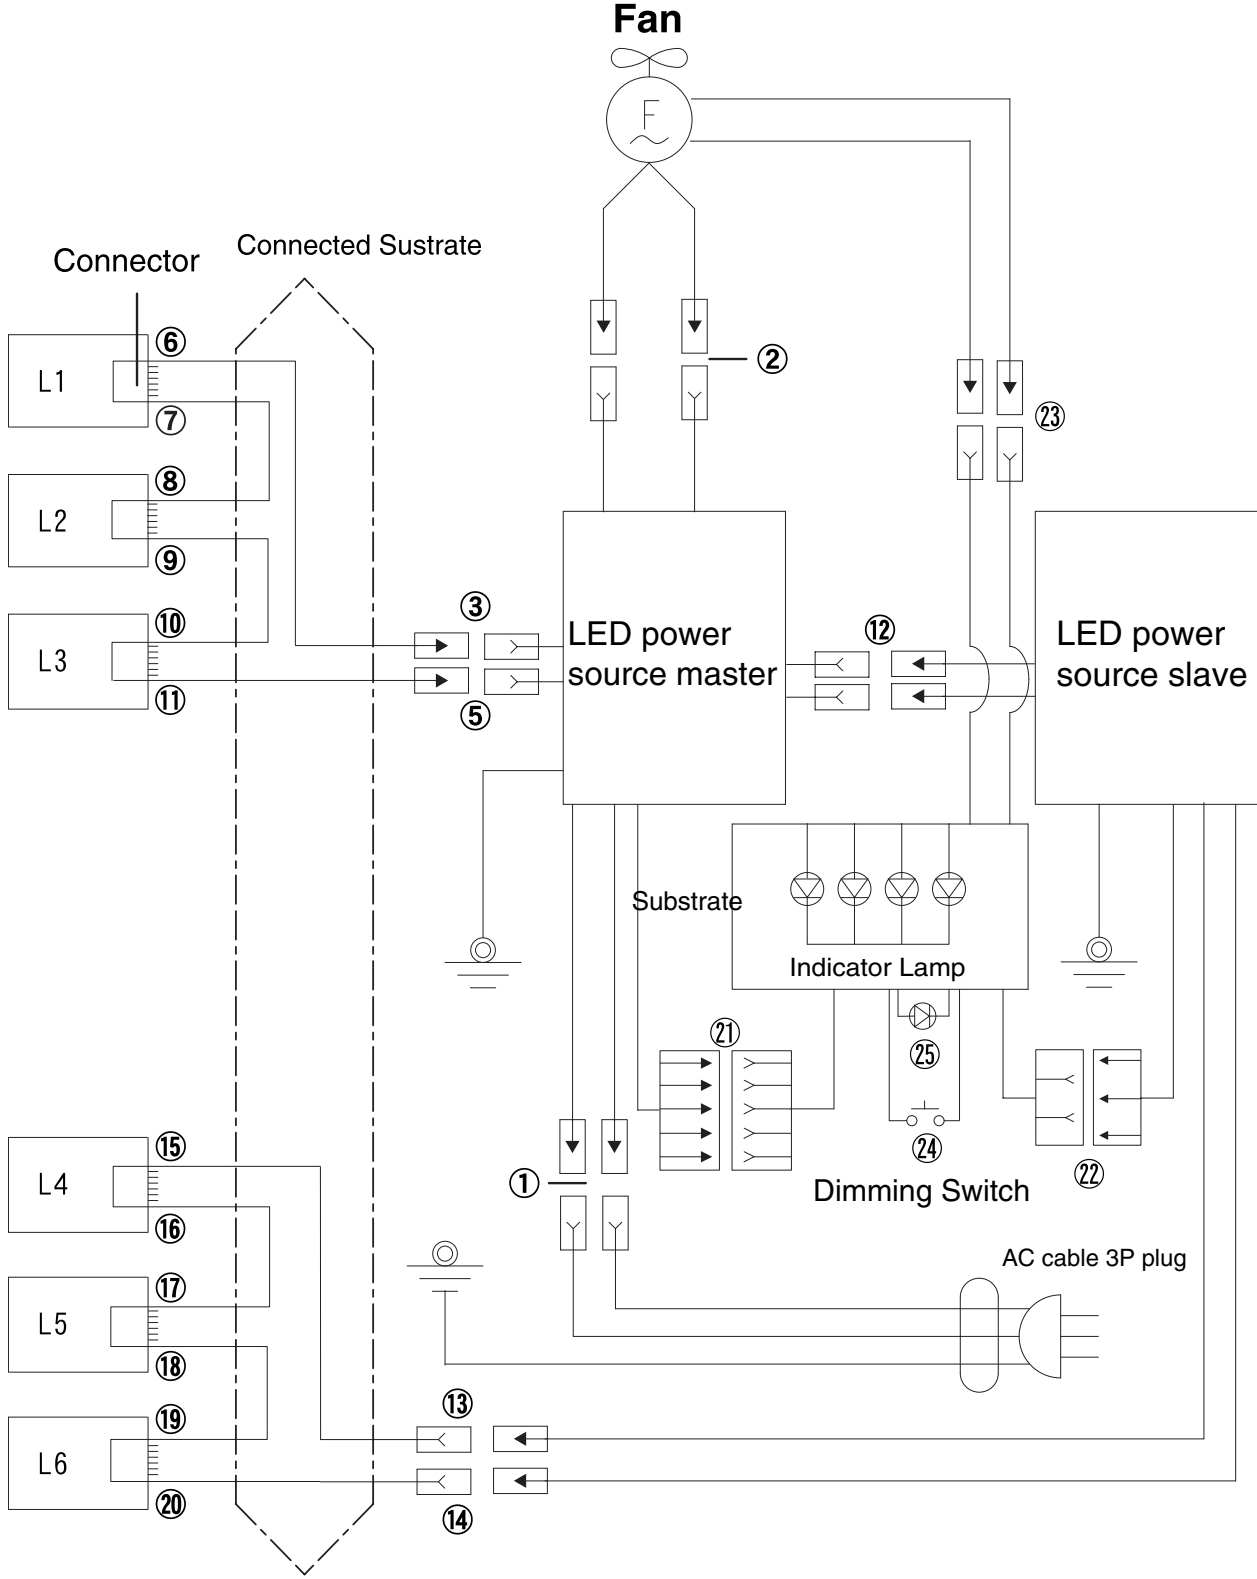 Fan
F
Connected Sustrate
Connector
⑥
L1
②
⑦
㉓
⑧
L2
⑨
③
⑩
⑫
LED power
source master
LED power
source slave
L3
⑪
⑤
Substrate
Indicator Lamp
㉑
㉕
⑮
㉔
L4
①
㉒
Dimming Switch
⑯
AC cable 3P plug
⑰
L5
⑱
⑬
⑲
L6
⑳
⑭